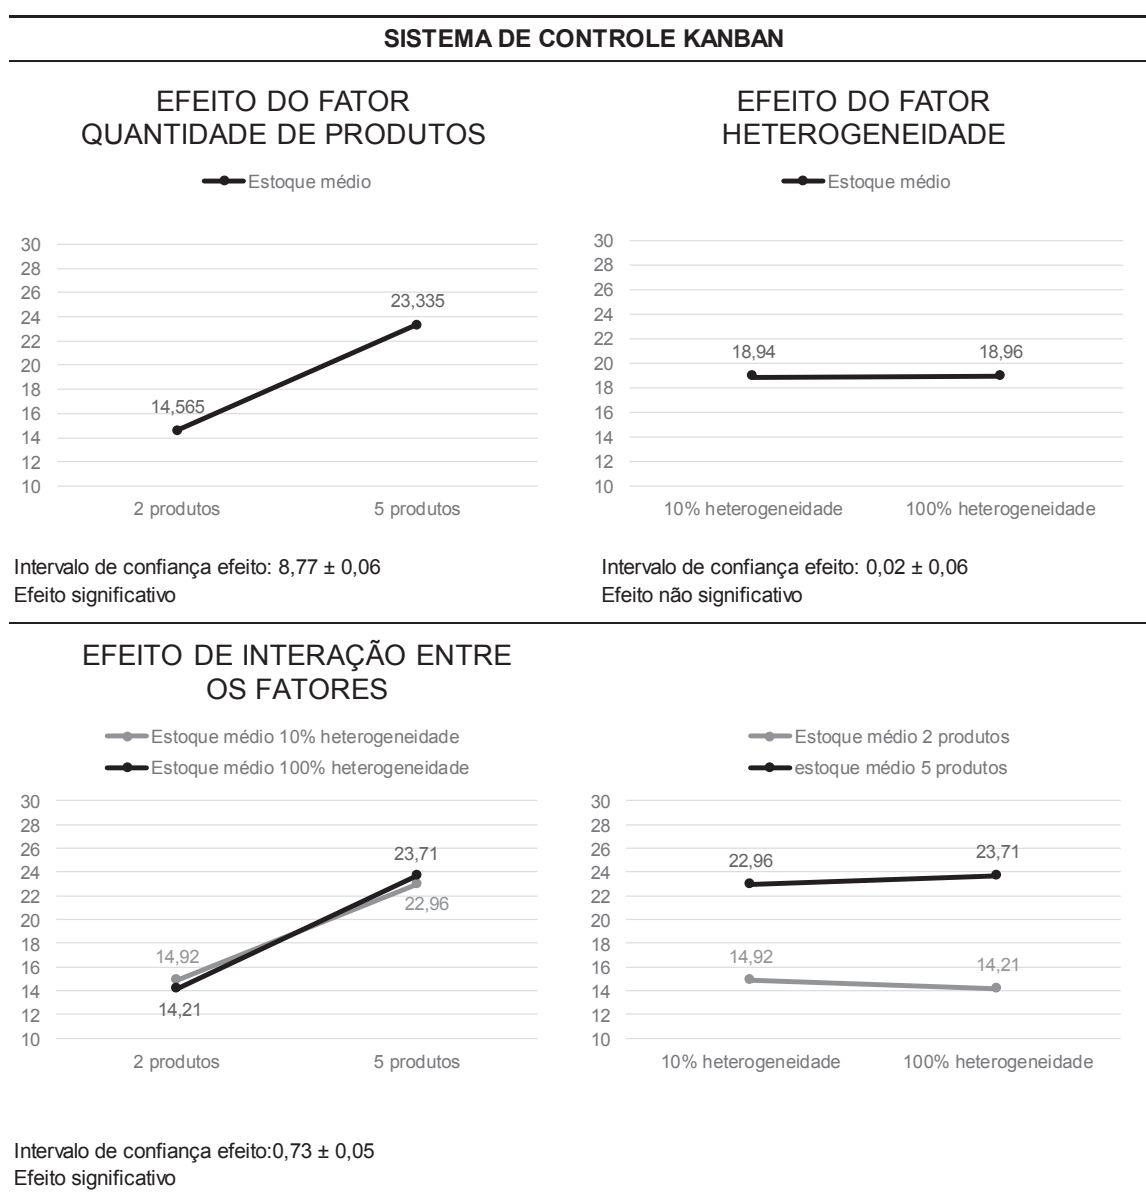 SISTEMA DE CONTROLE KANBAN
EFEITO DO FATOR
QUANTIDADE DE PRODUTOS
Estoque médio
30
28
26
24
22
20
18
16
14
12
10
14,565
23,335
2 produtos
5 produtos
Intervalo de confiança efeito: 8,77 ± 0,06
Efeito significativo
EFEITO DO FATOR
HETEROGENEIDADE
Estoque médio
30
28
26
24
22
20
18
16
14
12
10
18,94
18,96
10% heterogeneidade
100% heterogeneidade
Intervalo de confiança efeito: 0,02 ± 0,06
Efeito não significativo
EFEITO DE INTERAÇÃO ENTRE
OS FATORES
Estoque médio 10% heterogeneidade
Estoque médio 100% heterogeneidade
30
28
26
24
22
20
18
16
14
12
10
23,71
22,96
14,92
14,21
2 produtos
5 produtos
Estoque médio 2 produtos
estoque médio 5 produtos
30
28
26
24
22
20
18
16
14
12
10
22,96
23,71
14,92
14,21
10% heterogeneidade
100% heterogeneidade
Intervalo de confiança efeito:0,73 ± 0,05
Efeito significativo